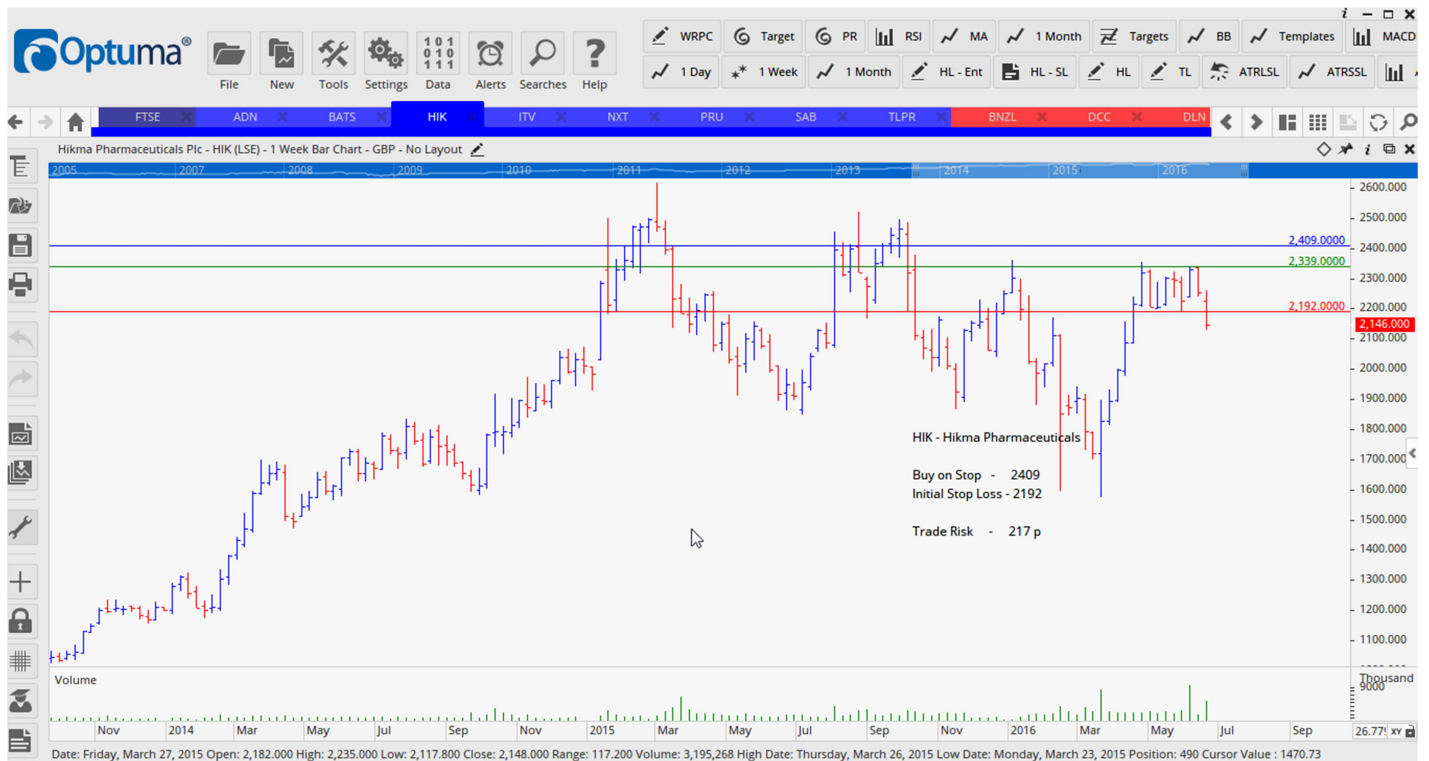 Optuma®
File New Tools Settings Data Alerts Searches Help
WRPC Target PR RSI MA 1 Month Targets BB Templates MACD
1 Day 1 Week 1 Month HL - Ent HL - SL HL TL ATRLSL ATRSSL
FTSE ADN BATS HIK ITV NXT PRU SAB TLPR BNZL DCC DLN
Hikma Pharmaceuticals Plc - HIK (LSE) - 1 Week Bar Chart - GBP - No Layout
2005 2007 2008 2009 2010 2011 2012 2013 2014 2015 2016
2600.000
2500.000
2,409.0000
2400.000
2,339.0000
2300.000
2,192.0000
2200.000
2,146.000
2100.000
2000.000
1900.000
1800.000
1700.000
1600.000
1500.000
1400.000
1300.000
1200.000
1100.000
HIK - Hikma Pharmaceuticals
Buy on Stop - 2409
Initial Stop Loss - 2192
Trade Risk - 217 p
Volume
Thousand
9000
Nov 2014 Mar May Jul Sep Nov 2015 Mar May Jul Sep Nov 2016 Mar May Jul Sep
XY
Date: Friday, March 27, 2015 Open: 2,182.000 High: 2,235.000 Low: 2,117.800 Close: 2,148.000 Range: 117.200 Volume: 3,195,268 High Date: Thursday, March 26, 2015 Low Date: Monday, March 23, 2015 Position: 490 Cursor Value : 1470.73